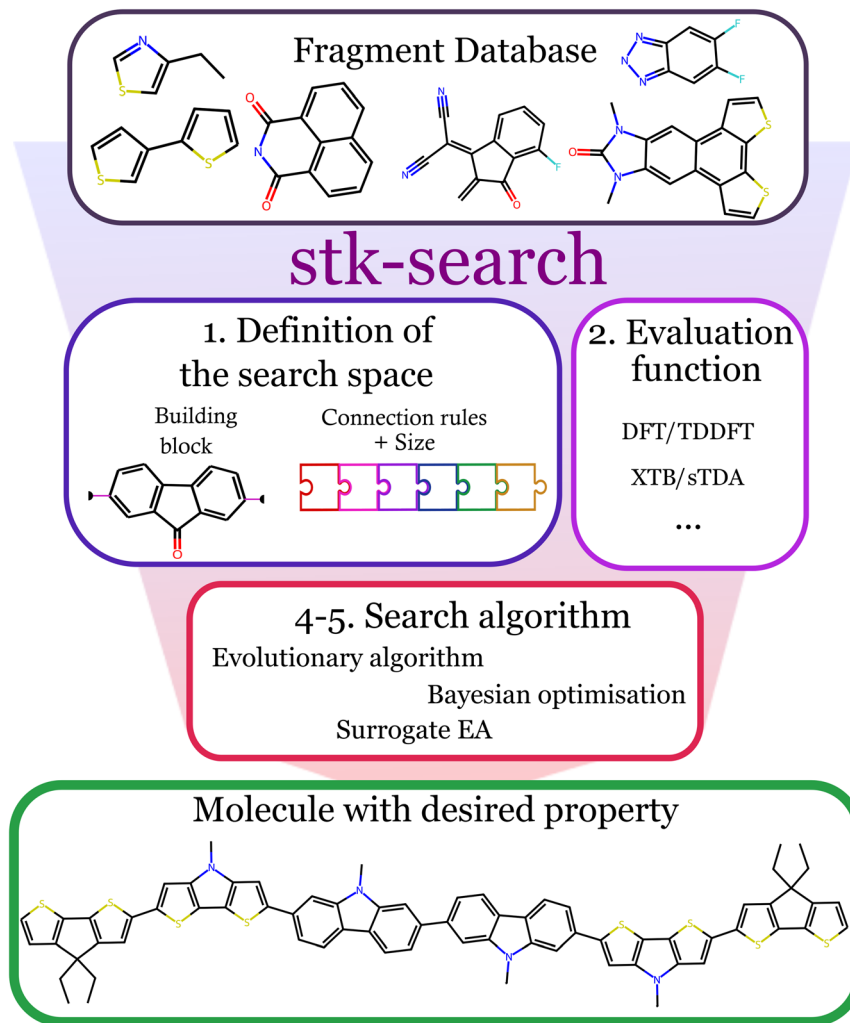 Fragment Database
N
S
N
N
N
F
F
S
S
O
N
O
N
N
F
O
N
O
N
S
S
stk-search
1. Definition of
the search space
Building
block
O
Connection rules
+ Size
2. Evaluation
function
DFT/TDDFT
XTB/sTDA
...
4-5. Search algorithm
Evolutionary algorithm
Bayesian optimisation
Surrogate EA
Molecule with desired property
S
S
N
S
S
N
N
S
S
N
S
S